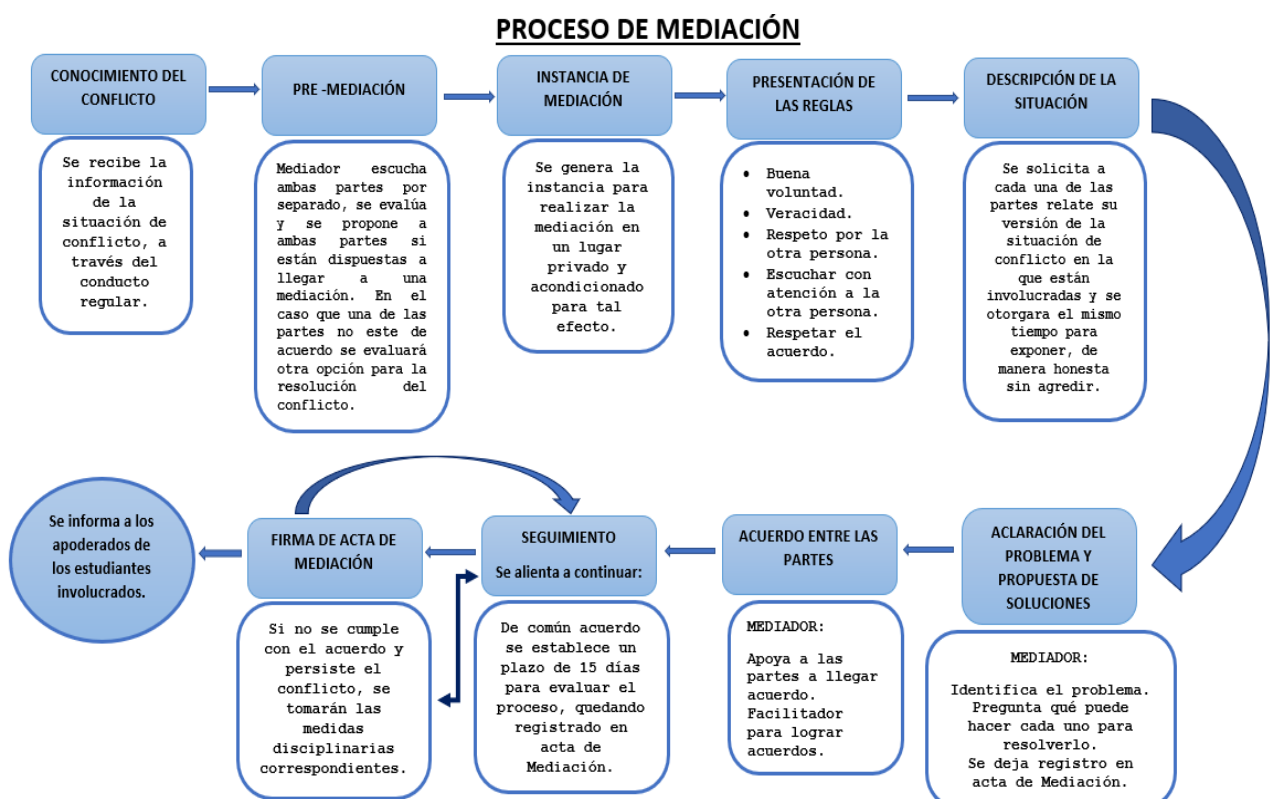 PROCESO DE MEDIACIÓN
CONOCIMIENTO DEL
CONFLICTO
Se recibe la
información
de la
situación de
conflicto, a
través del
conducto
regular.
PRE -MEDIACIÓN
Mediador escucha
ambas partes por
separado, se evalúa
y se propone a
ambas partes si
están dispuestas a
llegar a una
mediación. En el
caso que una de las
partes no este de
acuerdo se evaluará
otra opción para la
resolución del
conflicto.
INSTANCIA DE
MEDIACIÓN
Se genera la
instancia para
realizar la
mediación en
un lugar
privado y
acondicionado
para tal
efecto.
PRESENTACIÓN DE
LAS REGLAS
• Buena
voluntad.
• Veracidad.
• Respeto por la
otra persona.
• Escuchar con
atención a la
otra persona.
• Respetar el
acuerdo.
DESCRIPCIÓN DE LA
SITUACIÓN
Se solicita a
cada una de las
partes relate su
versión de la
situación de
conflicto en la
que están
involucradas y se
otorgara el mismo
tiempo para
exponer, de
manera honesta
sin agredir.
ACLARACIÓN DEL
PROBLEMA Y
PROPUESTA DE
SOLUCIONES
MEDIADOR:
Identifica el problema.
Pregunta qué puede
hacer cada uno para
resolverlo.
Se deja registro en
acta de Mediación.
ACUERDO ENTRE LAS
PARTES
MEDIADOR:
Apoya a las
partes a llegar
acuerdo.
Facilitador
para lograr
acuerdos.
SEGUIMIENTO
Se alienta a continuar:
De común acuerdo
se establece un
plazo de 15 días
para evaluar el
proceso, quedando
registrado en
acta de
Mediación.
FIRMA DE ACTA DE
MEDIACIÓN
Si no se cumple
con el acuerdo y
persiste el
conflicto, se
tomarán las
medidas
disciplinarias
correspondientes.
Se informa a los
apoderados de
los estudiantes
involucrados.